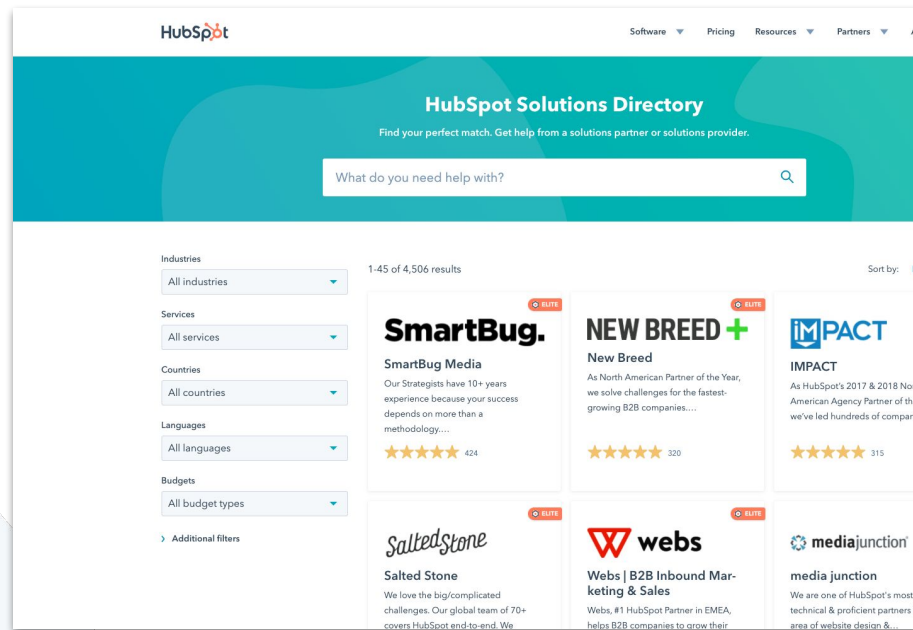 HubSpot
Software
Pricing
Resources
Partners
HubSpot Solutions Directory
Find your perfect match. Get help from a solutions partner or solutions provider.
What do you need help with?
Industries
All industries
Services
All services
Countries
All countries
Languages
All languages
Budgets
All budget types
Additional filters
1-45 of 4,506 results
Sort by:
ELITE
SmartBug.
SmartBug Media
Our Strategists have 10+ years
experience because your success
depends on more than a
methodology....
424
ELITE
NEW BREED +
New Breed
As North American Partner of the Year,
we solve challenges for the fastest-
growing B2B companies....
320
IMPACT
IMPACT
As HubSpot's 2017 & 2018 No
American Agency Partner of th
we've led hundreds of compar
315
ELITE
SaltedStone
Salted Stone
We love the big/complicated
challenges. Our global team of 70+
covers HubSpot end-to-end. We
ELITE
webs
Webs | B2B Inbound Mar-
keting & Sales
Webs, #1 HubSpot Partner in EMEA,
helps B2B companies to grow their
mediajunction
media junction
We are one of HubSpot's most
technical & proficient partners
area of website design &...